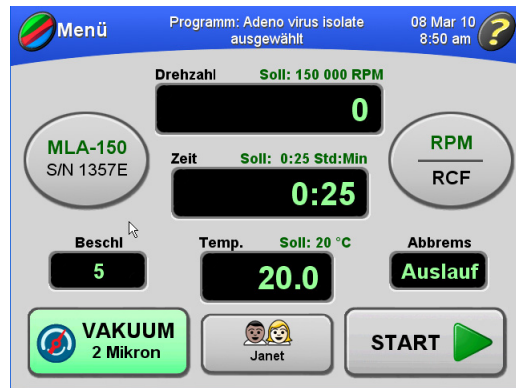 Menü
Programm: Adeno virus isolate
ausgewählt
08 Mar 10
8:50 am
?
Drehzahl
Soll: 150 000 RPM
0
MLA-150
S/N 1357E
Zeit
Soll: 0:25 Std:Min
0:25
RPM
RCF
Beschl
5
Temp.
Soll: 20 °C
20.0
Abbrems
Auslauf
VAKUUM
2 Mikron
Janet
START